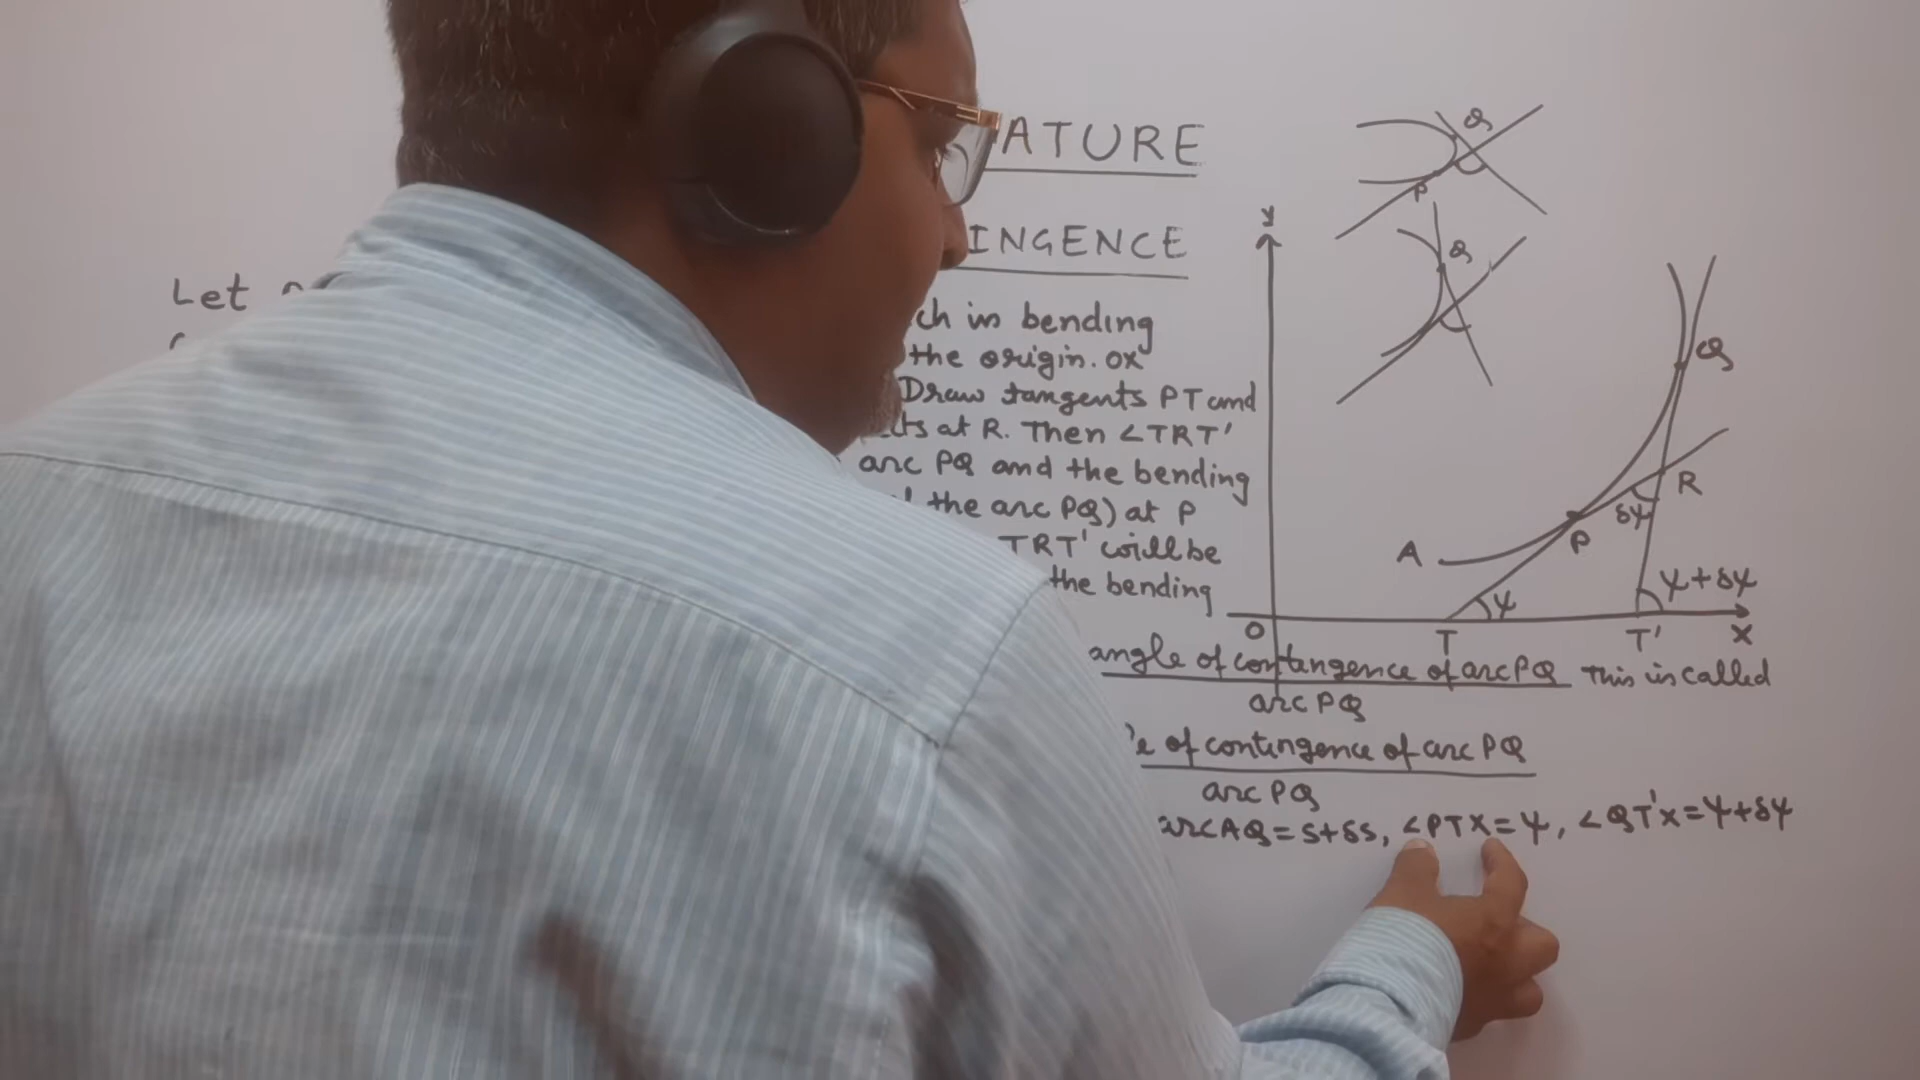 ATURE
INGENCE
Let
ch in bending
the origin. OX
Draw tangents PT and
ts at R. Then ∠TRT'
arc PQ and the bending
the arc PQ) at P
TRT' will be
the bending
angle of contingence of arc PQ This is called
arc PQ
e of contingence of arc PQ
arc PQ
arc AQ = S+δS, ∠PTX = ψ, ∠QT'X = ψ+δψ
Q
P
Q
Y
Q
R
δψ
P
A
ψ+δψ
ψ
O
T
T'
X